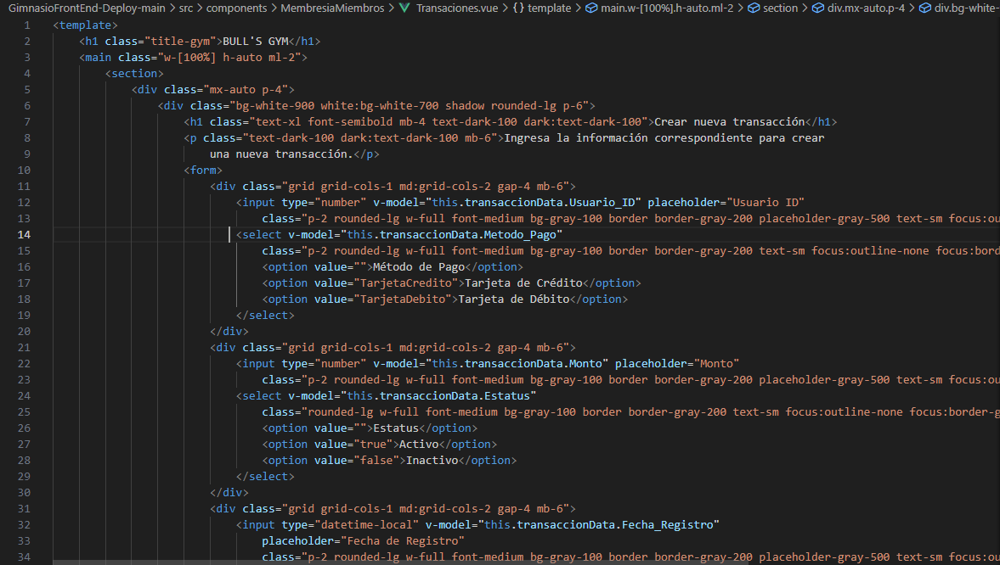 GimnasioFrontEnd-Deploy-main > src > components > MembresiaMiembros > Transaciones.vue > {} template > main.w-[100%].h-auto.ml-2 > section > div.mx-auto.p-4 > div.bg-white-
1 <template>
2 <h1 class="title-gym">BULL'S GYM</h1>
3 <main class="w-[100%] h-auto ml-2">
4 <section>
5 <div class="mx-auto p-4">
6 <div class="bg-white-900 white:bg-white-700 shadow rounded-lg p-6">
7 <h1 class="text-xl font-semibold mb-4 text-dark-100 dark:text-dark-100">Crear nueva transacción</h1>
8 <p class="text-dark-100 dark:text-dark-100 mb-6">Ingresa la información correspondiente para crear
9 una nueva transacción.</p>
10 <form>
11 <div class="grid grid-cols-1 md:grid-cols-2 gap-4 mb-6">
12 <input type="number" v-model="this.transaccionData.Usuario_ID" placeholder="Usuario ID"
13 class="p-2 rounded-lg w-full font-medium bg-gray-100 border border-gray-200 placeholder-gray-500 text-sm focus:ou
14 <select v-model="this.transaccionData.Metodo_Pago"
15 class="p-2 rounded-lg w-full font-medium bg-gray-100 border border-gray-200 text-sm focus:outline-none focus:bord
16 <option value="">Método de Pago</option>
17 <option value="TarjetaCredito">Tarjeta de Crédito</option>
18 <option value="TarjetaDebito">Tarjeta de Débito</option>
19 </select>
20 </div>
21 <div class="grid grid-cols-1 md:grid-cols-2 gap-4 mb-6">
22 <input type="number" v-model="this.transaccionData.Monto" placeholder="Monto"
23 class="p-2 rounded-lg w-full font-medium bg-gray-100 border border-gray-200 placeholder-gray-500 text-sm focus:ou
24 <select v-model="this.transaccionData.Estatus"
25 class="rounded-lg w-full font-medium bg-gray-100 border border-gray-200 text-sm focus:outline-none focus:border-g
26 <option value="">Estatus</option>
27 <option value="true">Activo</option>
28 <option value="false">Inactivo</option>
29 </select>
30 </div>
31 <div class="grid grid-cols-1 md:grid-cols-2 gap-4 mb-6">
32 <input type="datetime-local" v-model="this.transaccionData.Fecha_Registro"
33 placeholder="Fecha de Registro"
34 class="p-2 rounded-lg w-full font-medium bg-gray-100 border border-gray-200 placeholder-gray-500 text-sm focus:ou